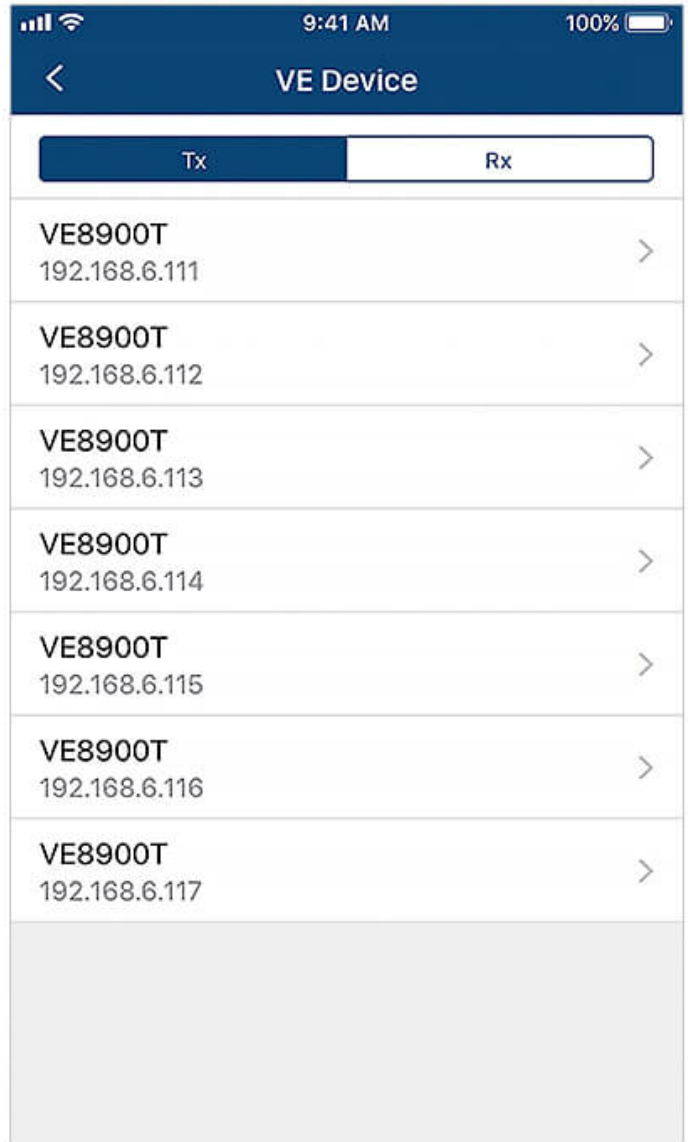 9:41 AM 100%
VE Device
Tx Rx
VE8900T
192.168.6.111
VE8900T
192.168.6.112
VE8900T
192.168.6.113
VE8900T
192.168.6.114
VE8900T
192.168.6.115
VE8900T
192.168.6.116
VE8900T
192.168.6.117